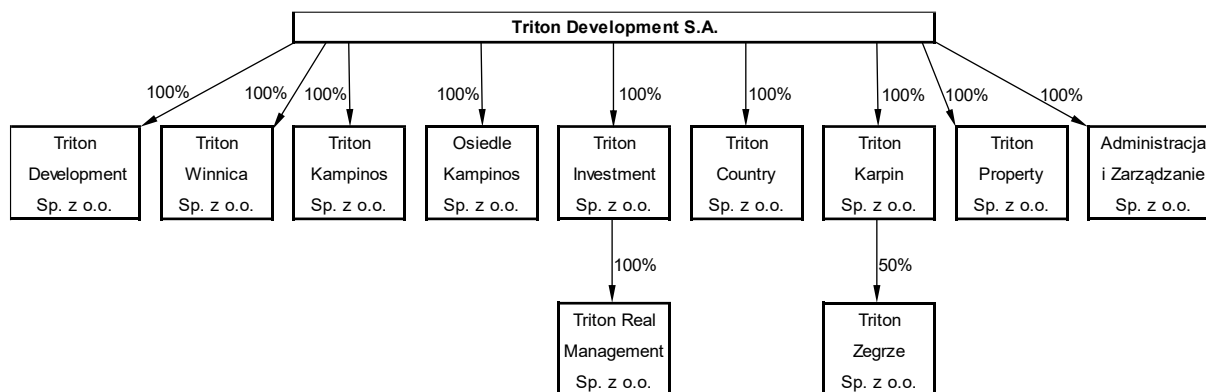 Triton Development S.A.
100%
100%
100%
100%
100%
100%
100%
100%
100%
Triton
Development
Sp. z o.o.
Triton
Winnica
Sp. z o.o.
Triton
Kampinos
Sp. z o.o.
Osiedle
Kampinos
Sp. z o.o.
Triton
Investment
Sp. z o.o.
Triton
Country
Sp. z o.o.
Triton
Karpin
Sp. z o.o.
Triton
Property
Sp. z o.o.
Administracja
i Zarządzanie
Sp. z o.o.
100%
50%
Triton Real
Management
Sp. z o.o.
Triton
Zegrze
Sp. z o.o.